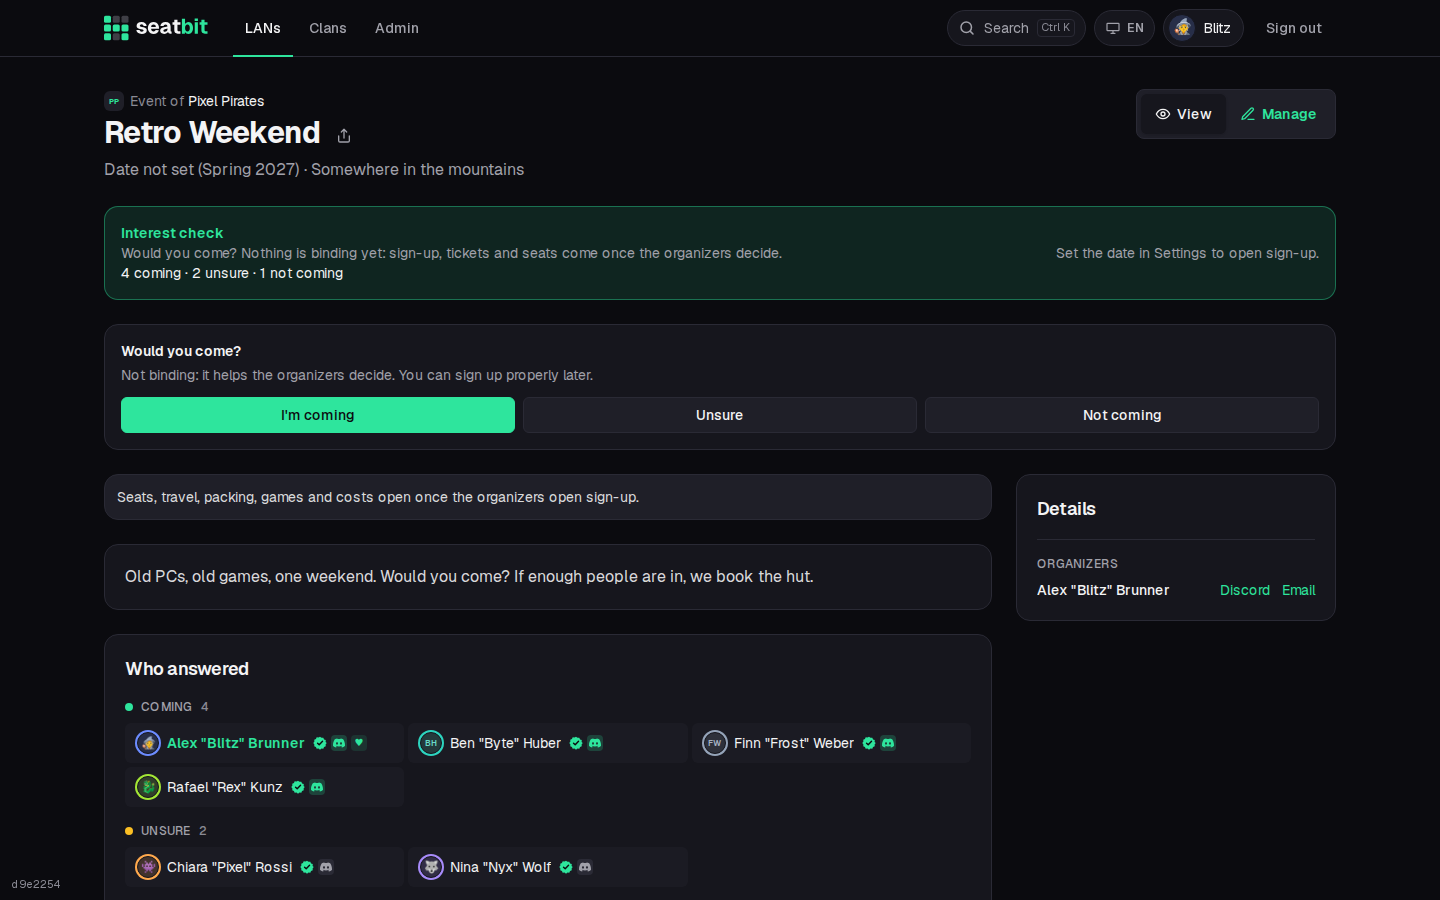 seatbit
LANs
Clans
Admin
Search
Ctrl K
EN
Blitz
Sign out
PP
Event of Pixel Pirates
Retro Weekend
View
Manage
Date not set (Spring 2027) · Somewhere in the mountains
Interest check
Would you come? Nothing is binding yet: sign-up, tickets and seats come once the organizers decide.
4 coming · 2 unsure · 1 not coming
Set the date in Settings to open sign-up.
Would you come?
Not binding: it helps the organizers decide. You can sign up properly later.
I'm coming
Unsure
Not coming
Seats, travel, packing, games and costs open once the organizers open sign-up.
Old PCs, old games, one weekend. Would you come? If enough people are in, we book the hut.
Details
ORGANIZERS
Alex "Blitz" Brunner
Discord
Email
Who answered
COMING 4
Alex "Blitz" Brunner
BH
Ben "Byte" Huber
FW
Finn "Frost" Weber
Rafael "Rex" Kunz
UNSURE 2
Chiara "Pixel" Rossi
Nina "Nyx" Wolf
d9e2254